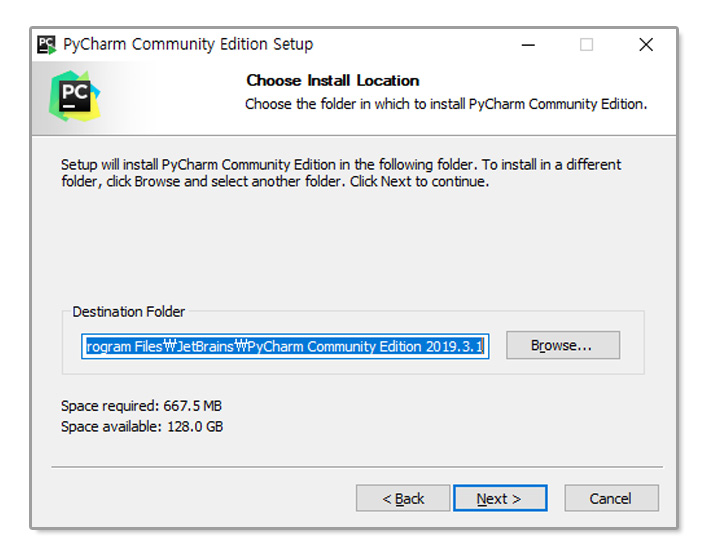 PyCharm Community Edition Setup
PC
Choose Install Location
Choose the folder in which to install PyCharm Community Edition.
Setup will install PyCharm Community Edition in the following folder. To install in a different
folder, click Browse and select another folder. Click Next to continue.
Destination Folder
rogram Files₩JetBrains₩PyCharm Community Edition 2019.3.1
Browse...
Space required: 667.5 MB
Space available: 128.0 GB
< Back
Next >
Cancel